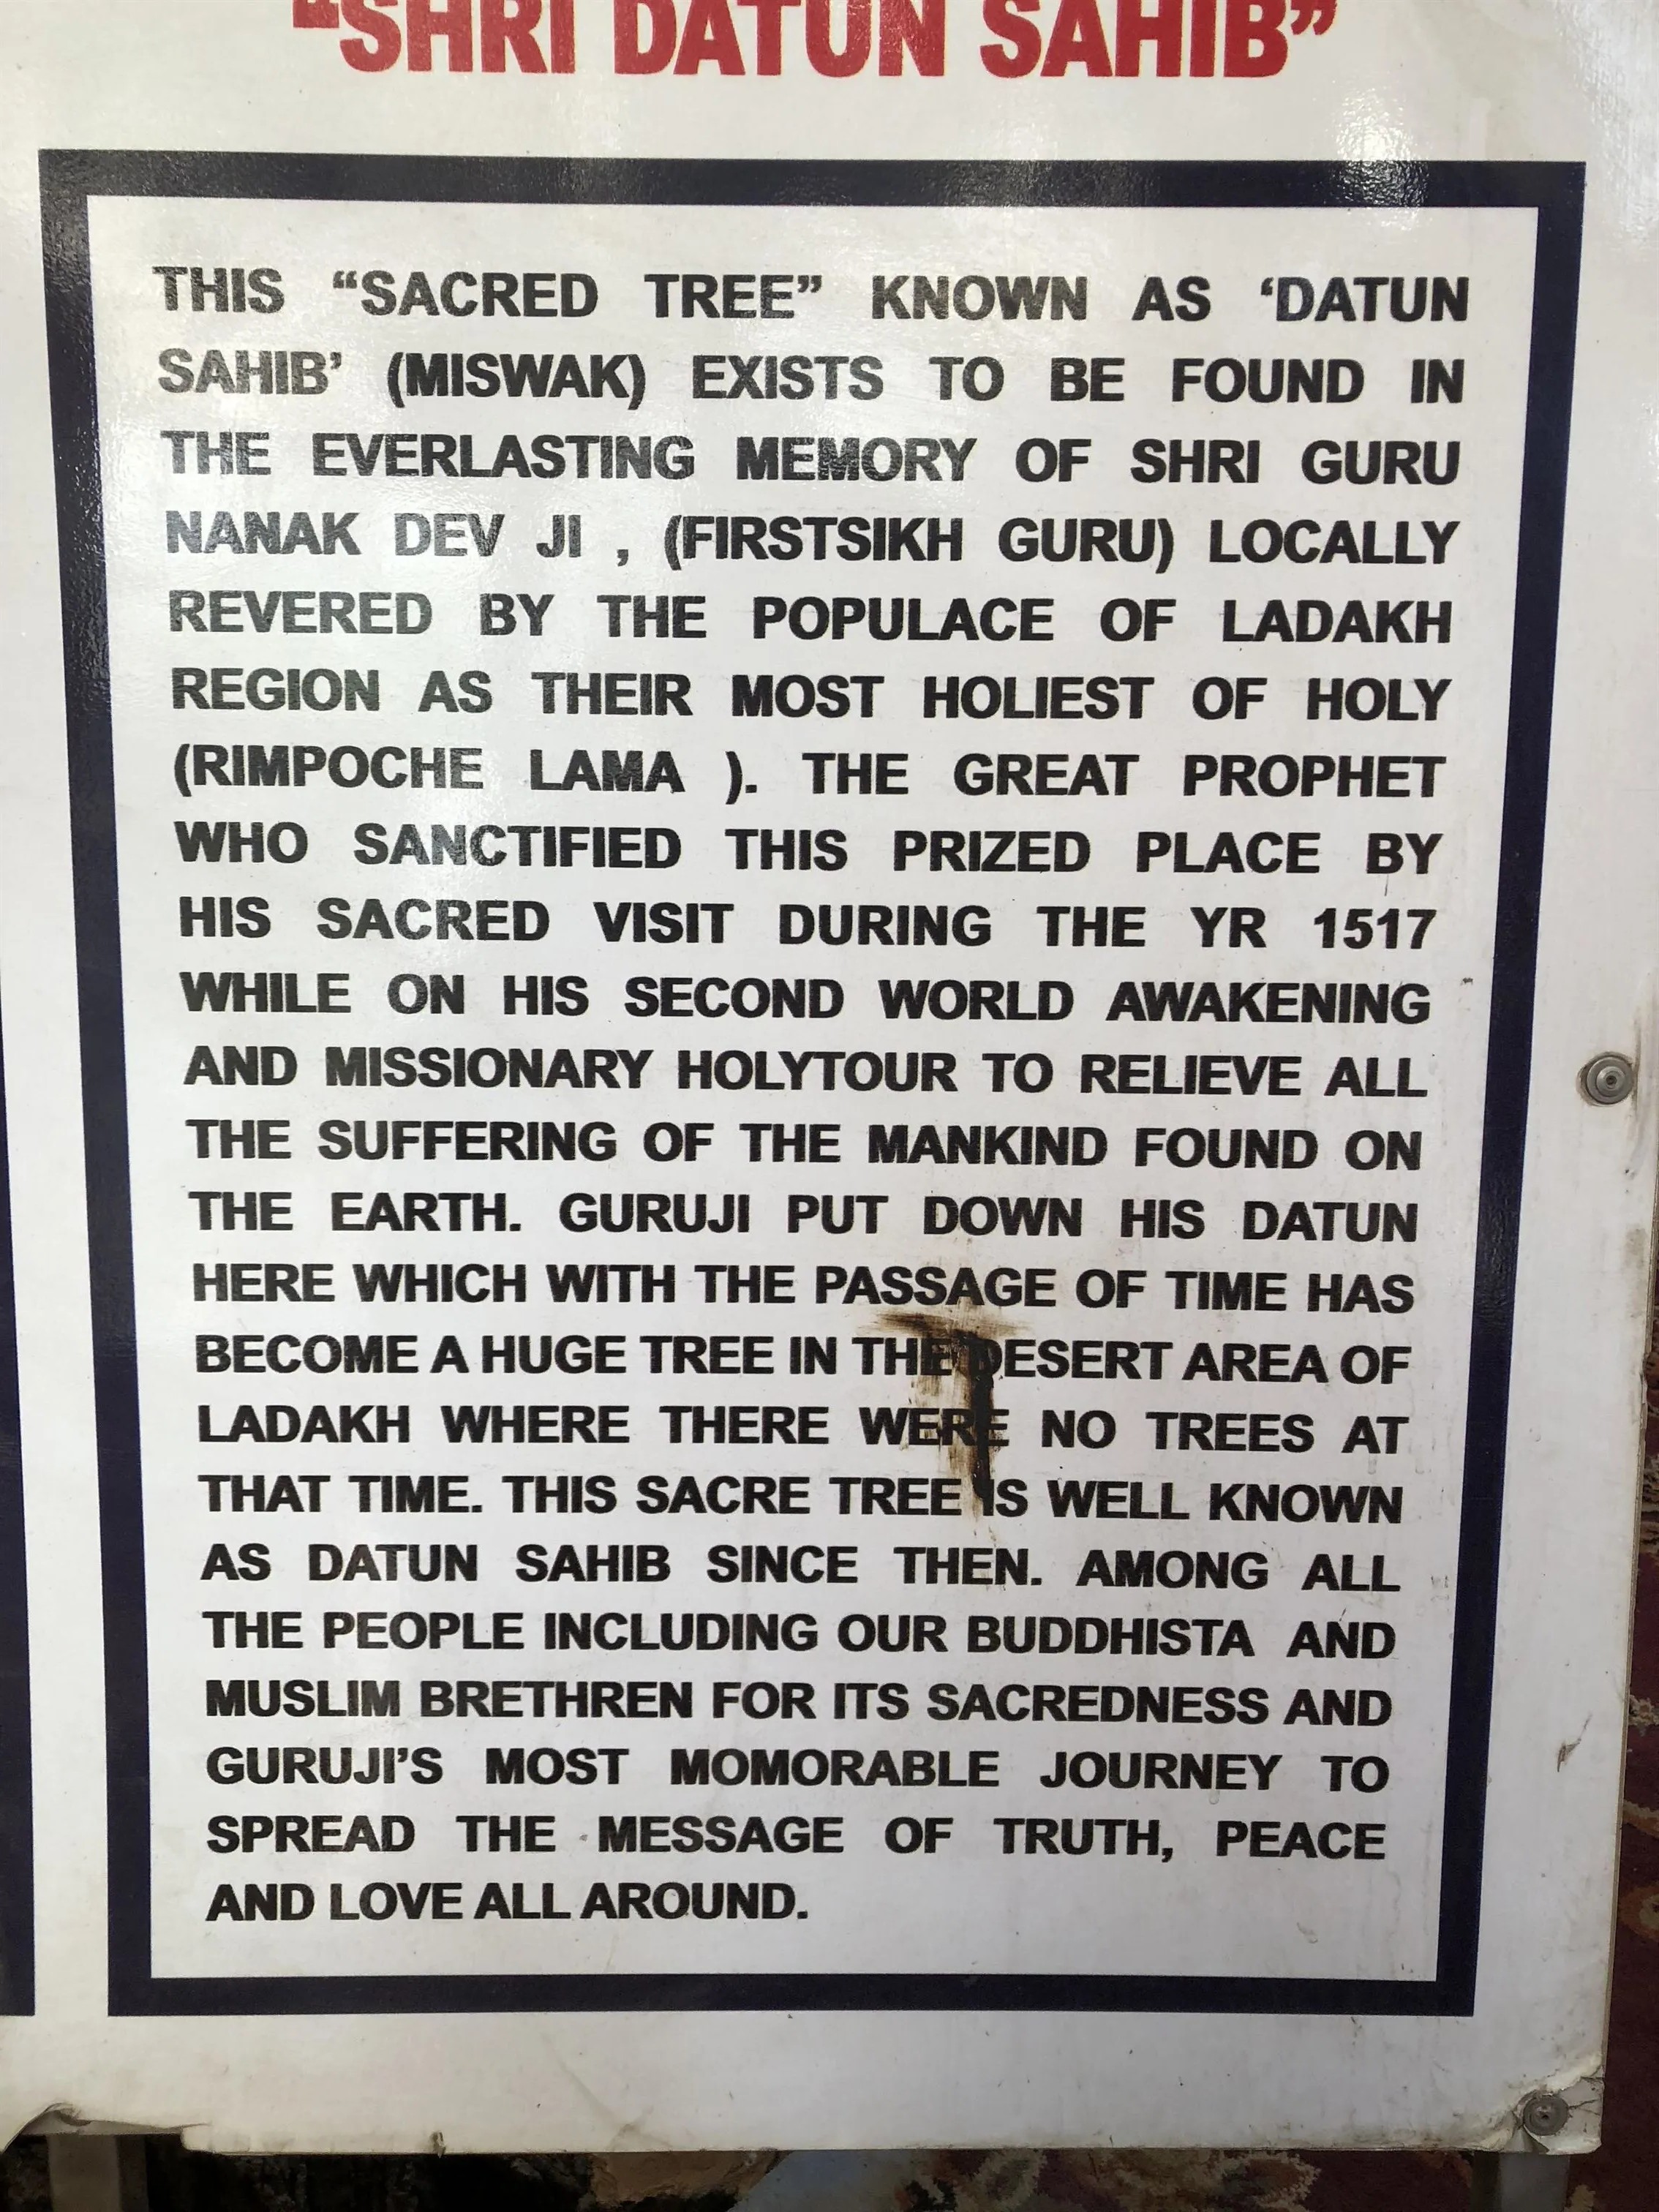 “SHRI DATUN SAHIB”
THIS “SACRED TREE” KNOWN AS ‘DATUN
SAHIB’ (MISWAK) EXISTS TO BE FOUND IN
THE EVERLASTING MEMORY OF SHRI GURU
NANAK DEV JI , (FIRSTSIKH GURU) LOCALLY
REVERED BY THE POPULACE OF LADAKH
REGION AS THEIR MOST HOLIEST OF HOLY
(RIMPOCHE LAMA ). THE GREAT PROPHET
WHO SANCTIFIED THIS PRIZED PLACE BY
HIS SACRED VISIT DURING THE YR 1517
WHILE ON HIS SECOND WORLD AWAKENING
AND MISSIONARY HOLYTOUR TO RELIEVE ALL
THE SUFFERING OF THE MANKIND FOUND ON
THE EARTH. GURUJI PUT DOWN HIS DATUN
HERE WHICH WITH THE PASSAGE OF TIME HAS
BECOME A HUGE TREE IN THE DESERT AREA OF
LADAKH WHERE THERE WERE NO TREES AT
THAT TIME. THIS SACRE TREE IS WELL KNOWN
AS DATUN SAHIB SINCE THEN. AMONG ALL
THE PEOPLE INCLUDING OUR BUDDHISTA AND
MUSLIM BRETHREN FOR ITS SACREDNESS AND
GURUJI’S MOST MOMORABLE JOURNEY TO
SPREAD THE MESSAGE OF TRUTH, PEACE
AND LOVE ALL AROUND.